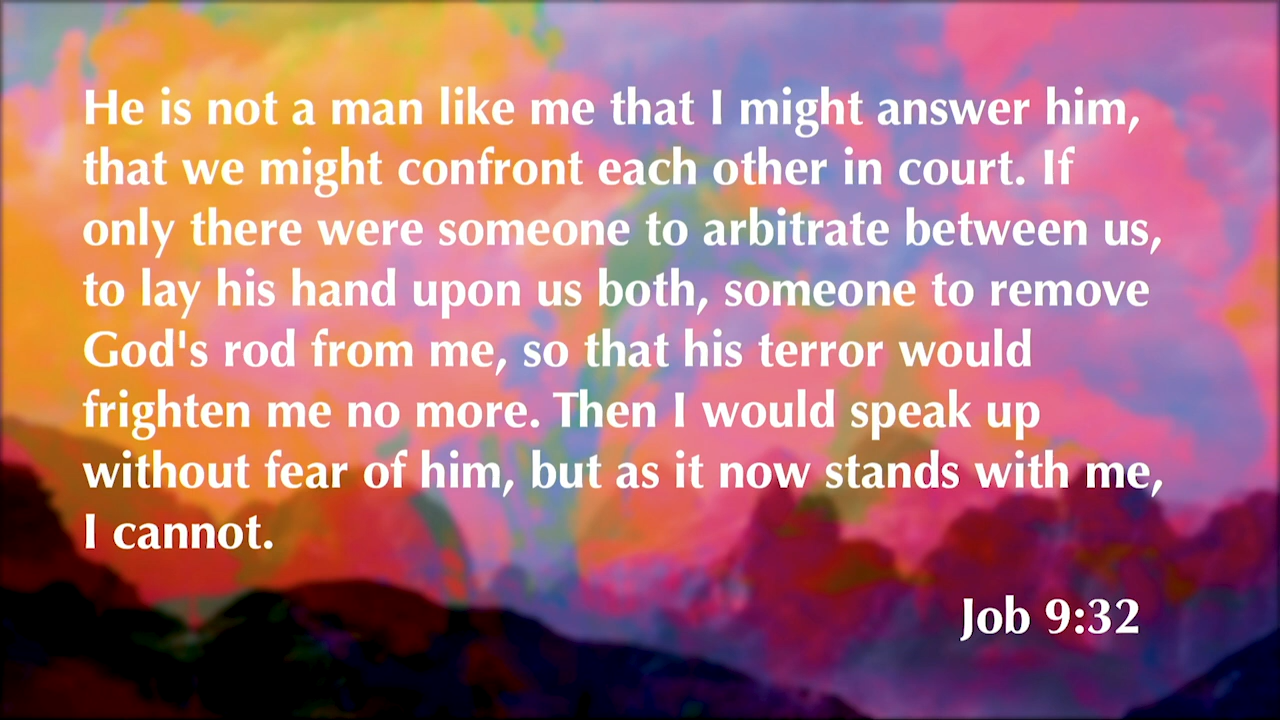 He is not a man like me that I might answer him,
that we might confront each other in court. If
only there were someone to arbitrate between us,
to lay his hand upon us both, someone to remove
God's rod from me, so that his terror would
frighten me no more. Then I would speak up
without fear of him, but as it now stands with me,
I cannot.
Job 9:32